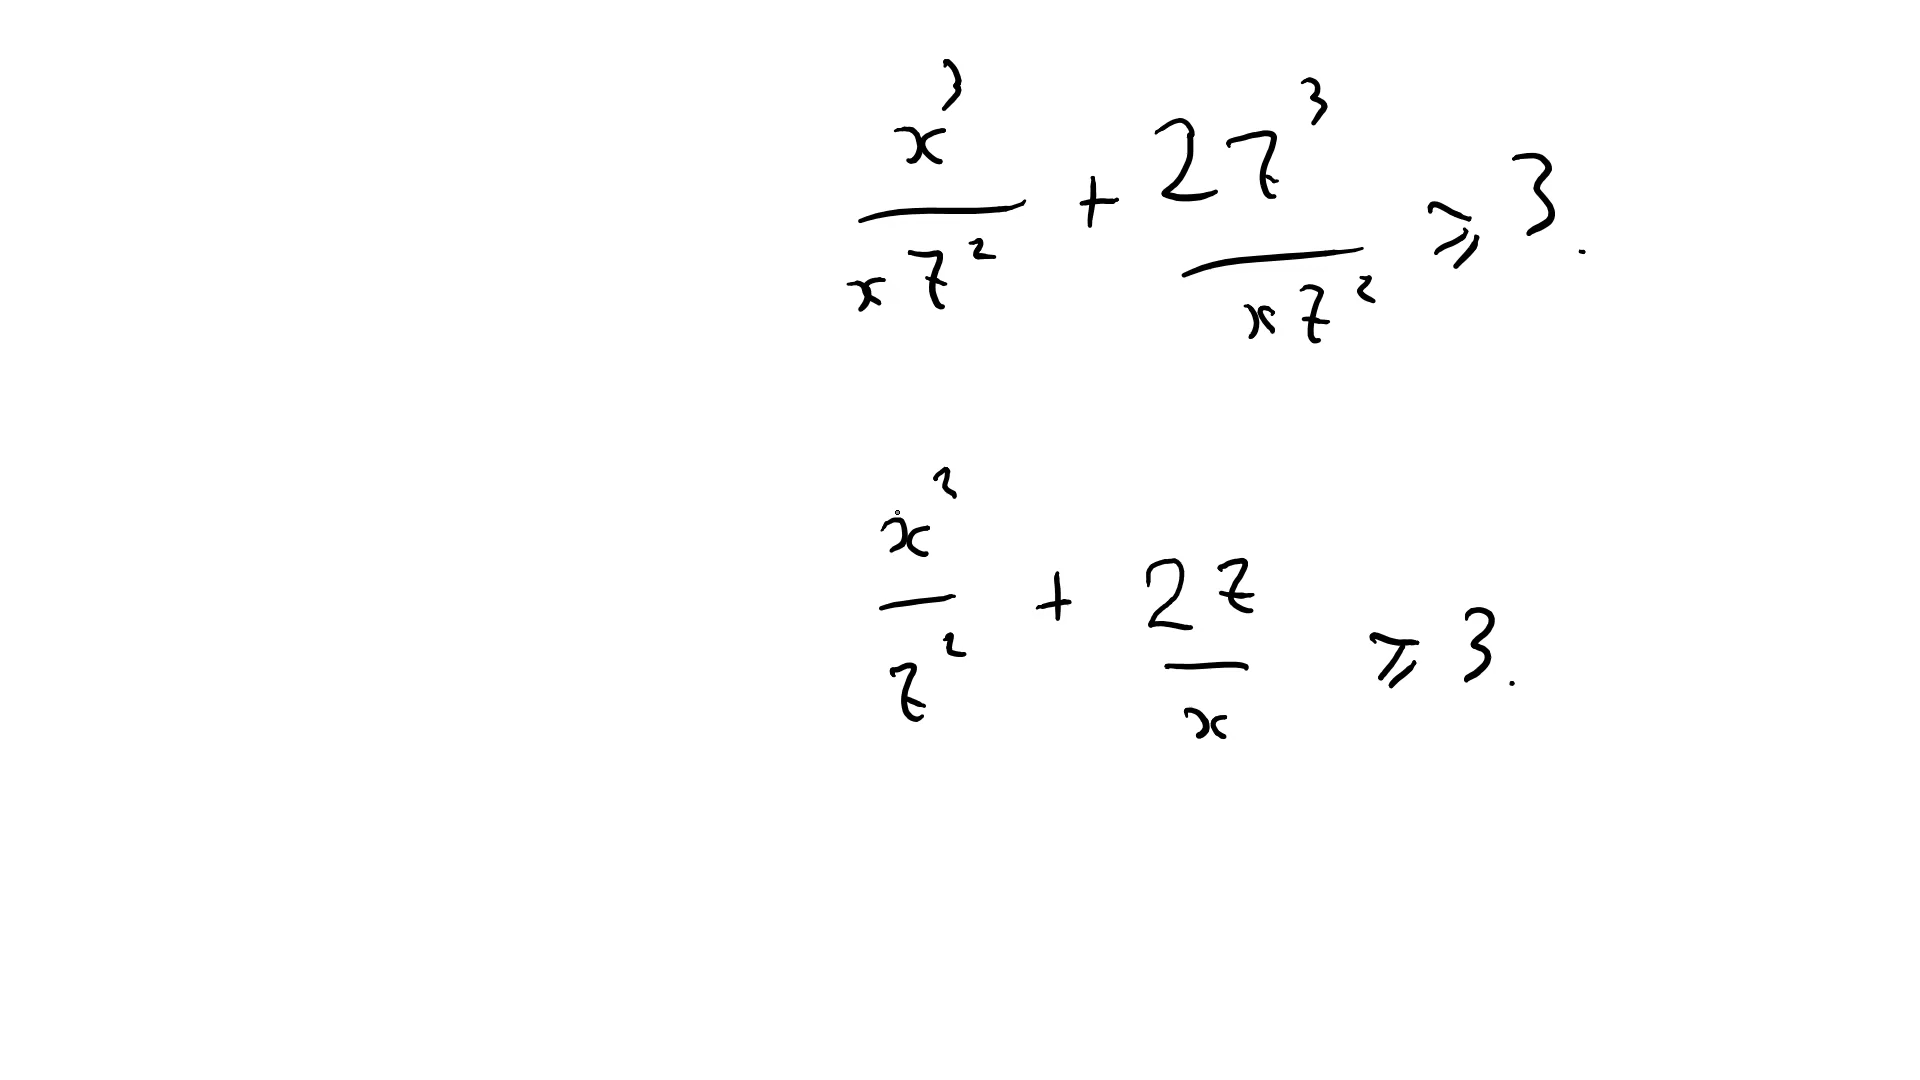 x³/(xz²) + 2z³/(xz²) ⩾ 3.
x²/z² + 2z/x ⩾ 3.